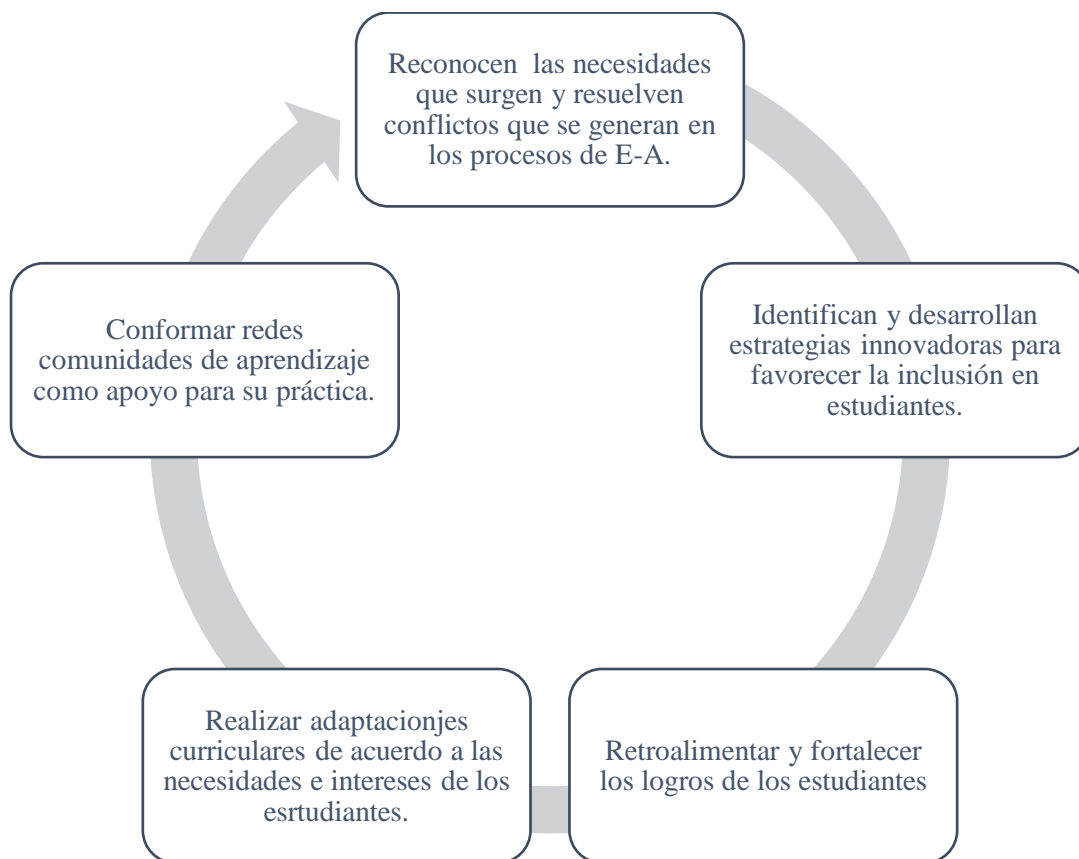 Reconocen las necesidades
que surgen y resuelven
conflictos que se generan en
los procesos de E-A.
Identifican y desarrollan
estrategias innovadoras para
favorecer la inclusión en
estudiantes.
Retroalimentar y fortalecer
los logros de los estudiantes
Realizar adaptacionjes
curriculares de acuerdo a las
necesidades e intereses de los
esrtudiantes.
Conformar redes
comunidades de aprendizaje
como apoyo para su práctica.